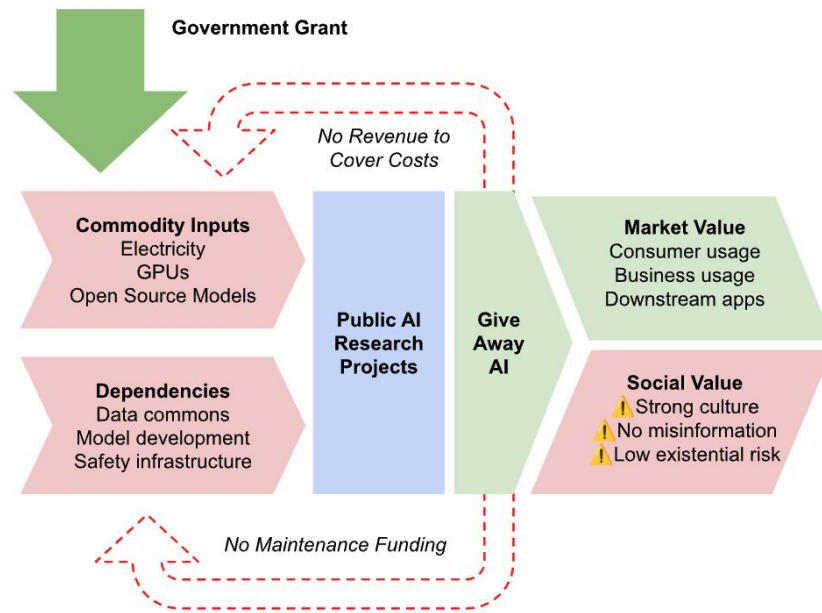 Government Grant
No Revenue to
Cover Costs
Commodity Inputs
Electricity
GPUs
Open Source Models
Dependencies
Data commons
Model development
Safety infrastructure
Public AI
Research
Projects
Give
Away
AI
Market Value
Consumer usage
Business usage
Downstream apps
Social Value
⚠️Strong culture
⚠️No misinformation
⚠️Low existential risk
No Maintenance Funding